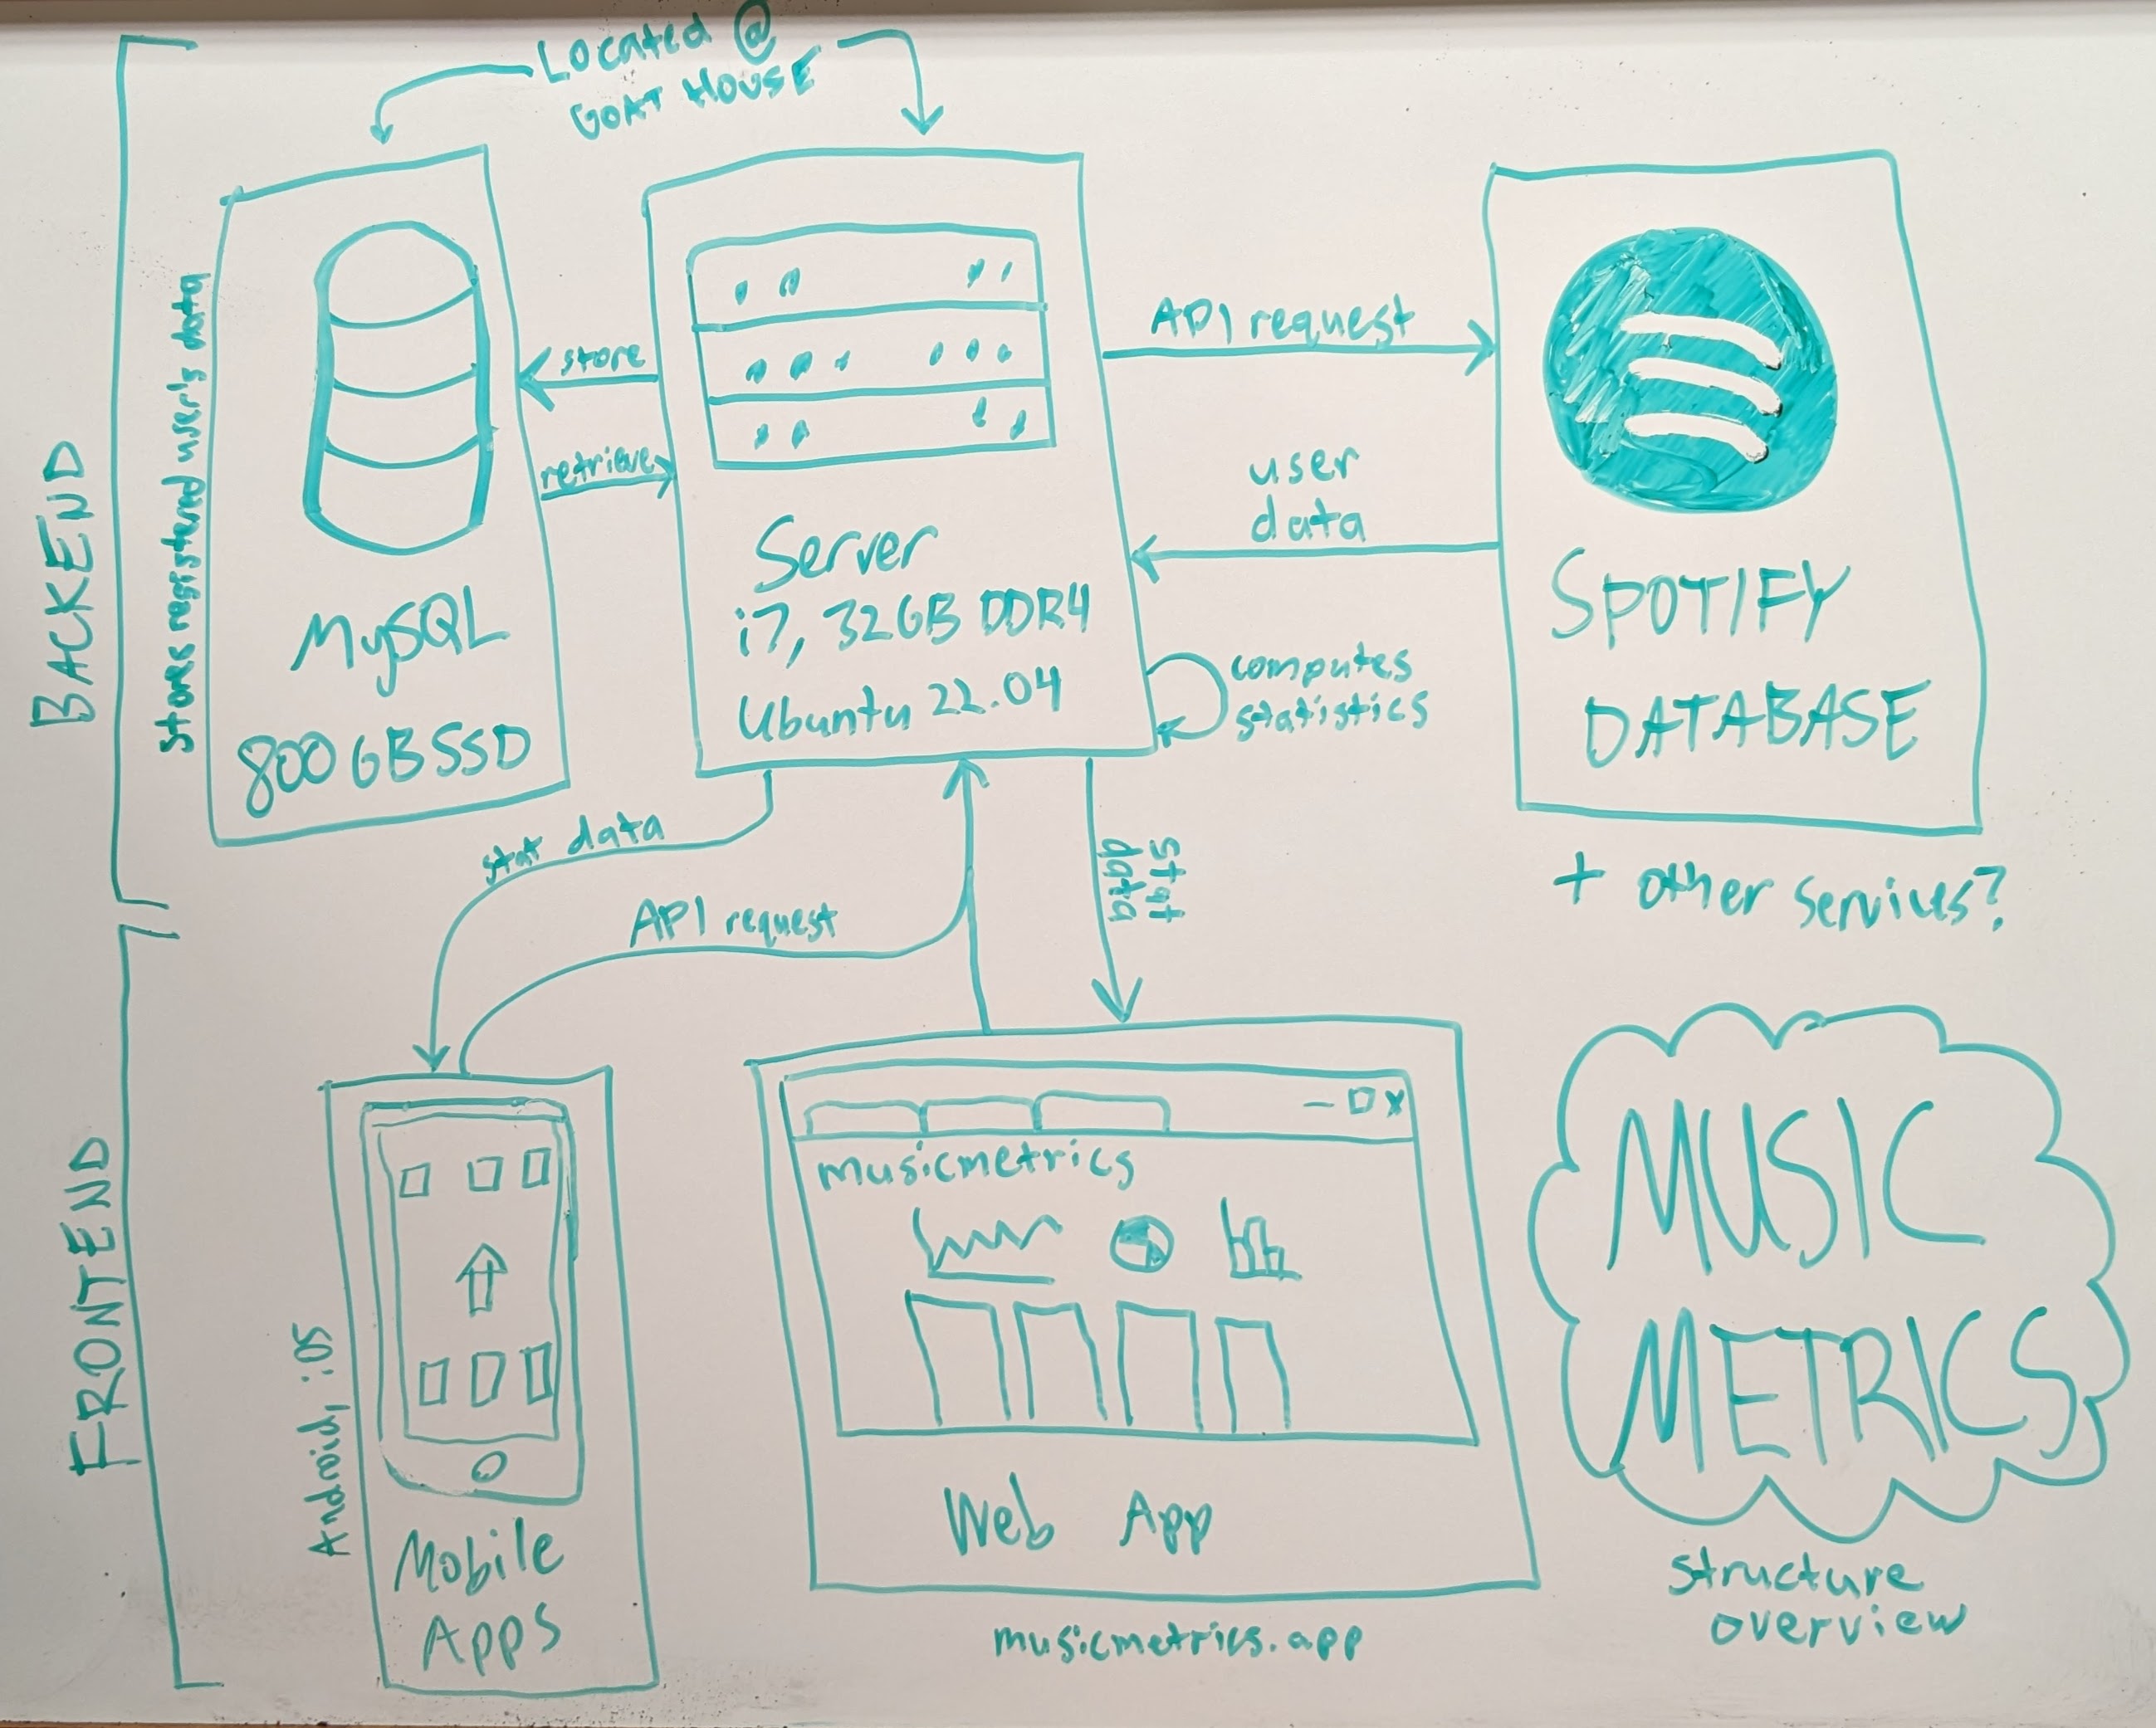 Located @
GOAT HOUSE
BACKEND
Stores registered user's data
MySQL
800 GB SSD
store
retrieve
Server
i7, 32GB DDR4
Ubuntu 22.04
API request
user
data
computes
statistics
SPOTIFY
DATABASE
+ other services?
stat data
API request
stat
data
FRONTEND
Android, iOS
Mobile
Apps
- □ x
musicmetrics
Web App
musicmetrics.app
MUSIC
METRICS
structure
overview